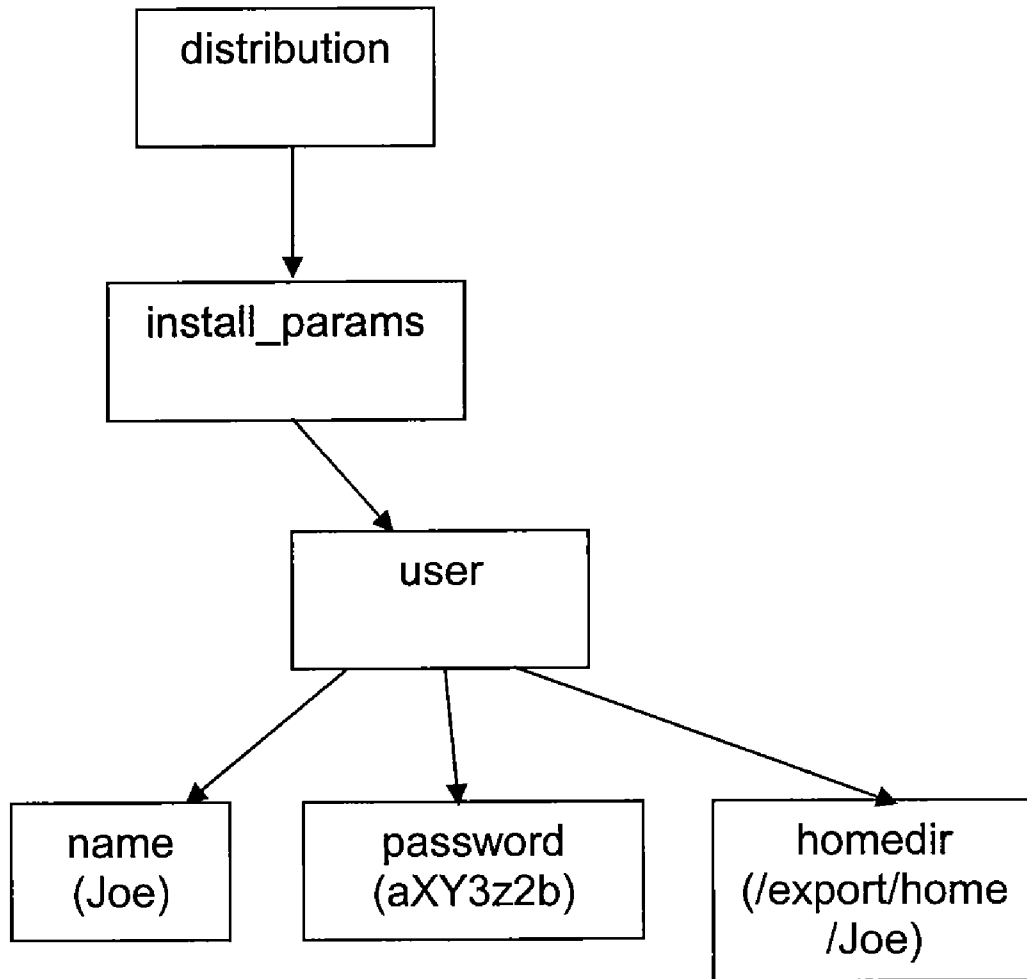 distribution
install_params
user
name
(Joe)
password
(aXY3z2b)
homedir
(/export/home
/Joe)